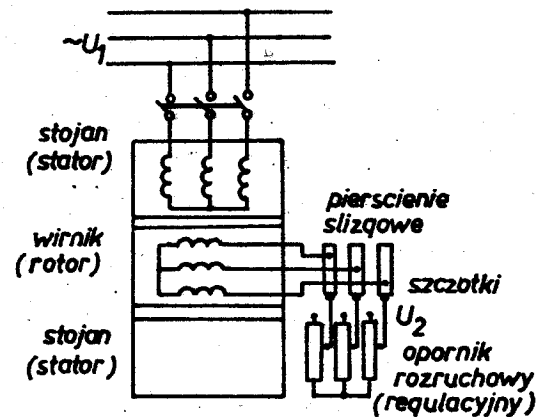 ~U1
stojan
(stator)
pierscienie
slizgowe
wirnik
(rotor)
szczotki
U2
stojan
(stator)
opornik
rozruchowy
(regulacyjny)